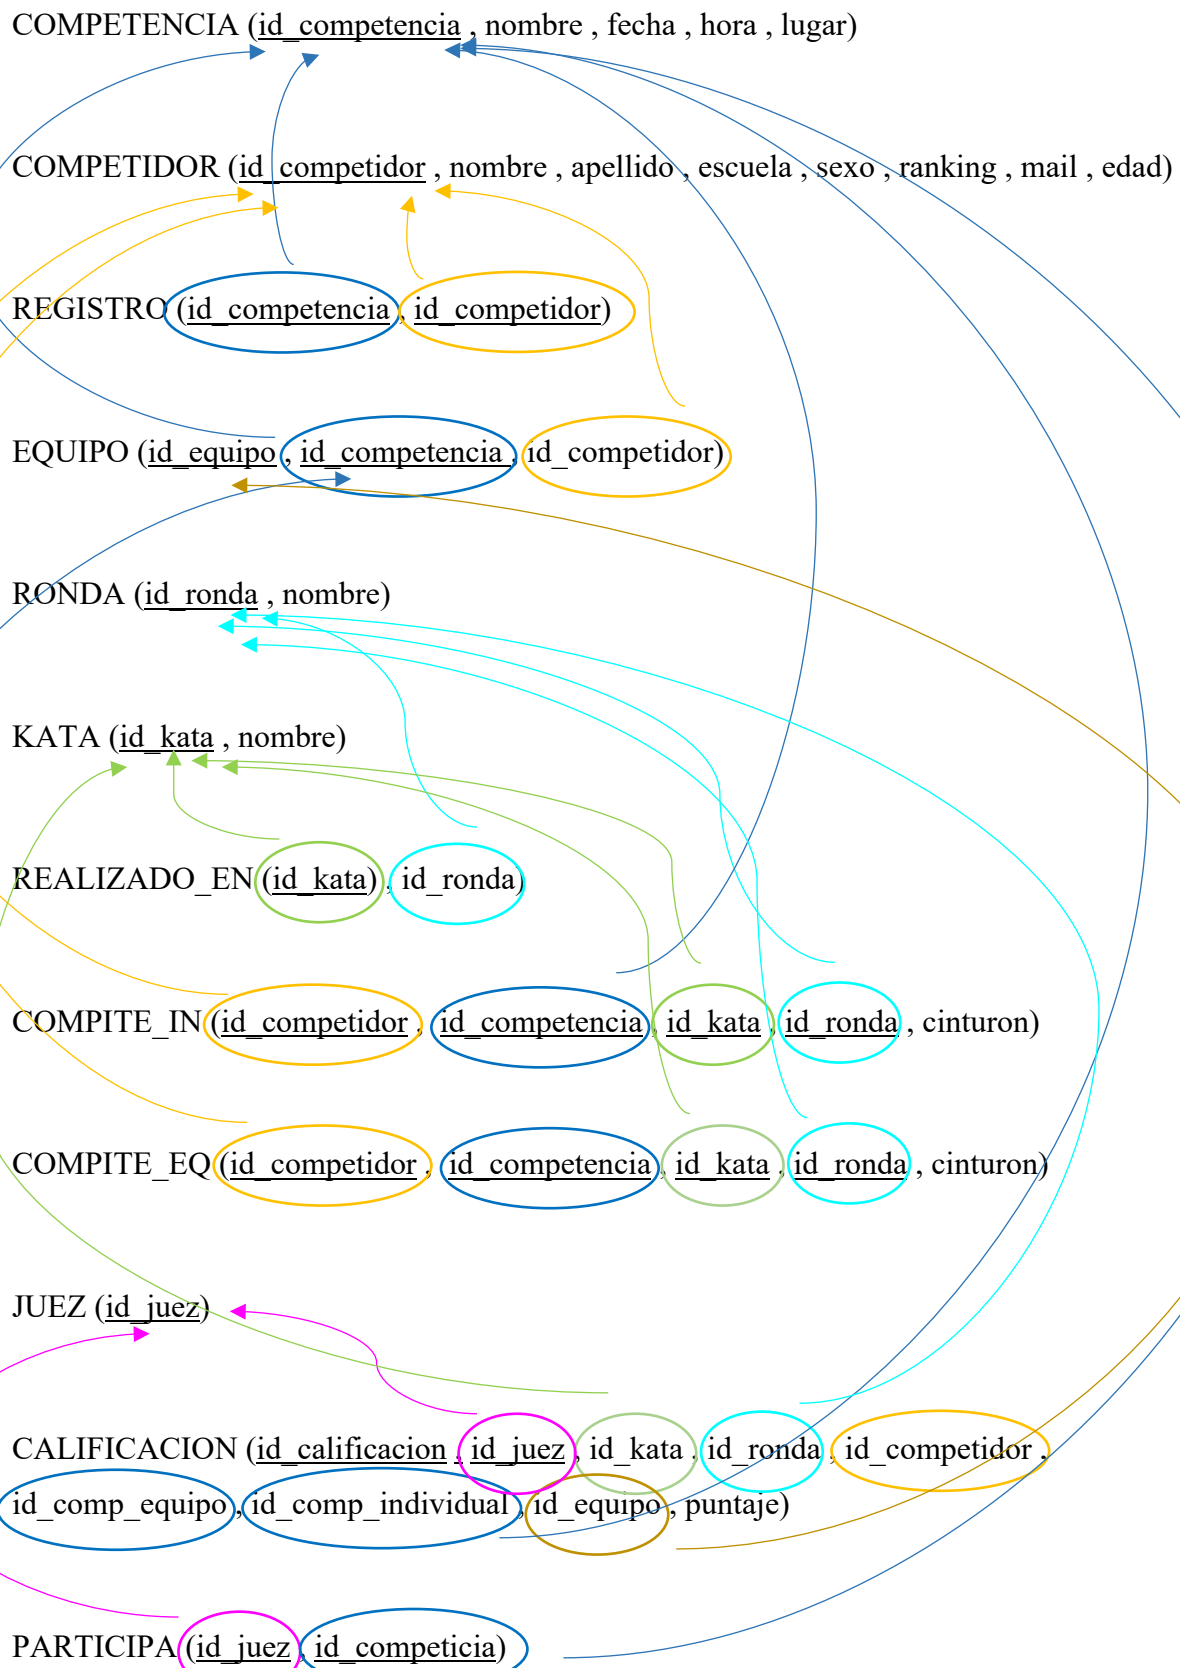 COMPETENCIA (id_competencia , nombre , fecha , hora , lugar)
COMPETIDOR (id_competidor , nombre , apellido , escuela , sexo , ranking , mail , edad)
REGISTRO (id_competencia , id_competidor)
EQUIPO (id_equipo , id_competencia , id_competidor)
RONDA (id_ronda , nombre)
KATA (id_kata , nombre)
REALIZADO_EN (id_kata) , id_ronda)
COMPITE_IN (id_competidor , id_competencia , id_kata , id_ronda , cinturon)
COMPITE_EQ (id_competidor , id_competencia , id_kata , id_ronda , cinturon)
JUEZ (id_juez)
CALIFICACION (id_calificacion , id_juez , id_kata , id_ronda , id_competidor ,
id_comp_equipo , id_comp_individual , id_equipo , puntaje)
PARTICIPA (id_juez , id_competicia)